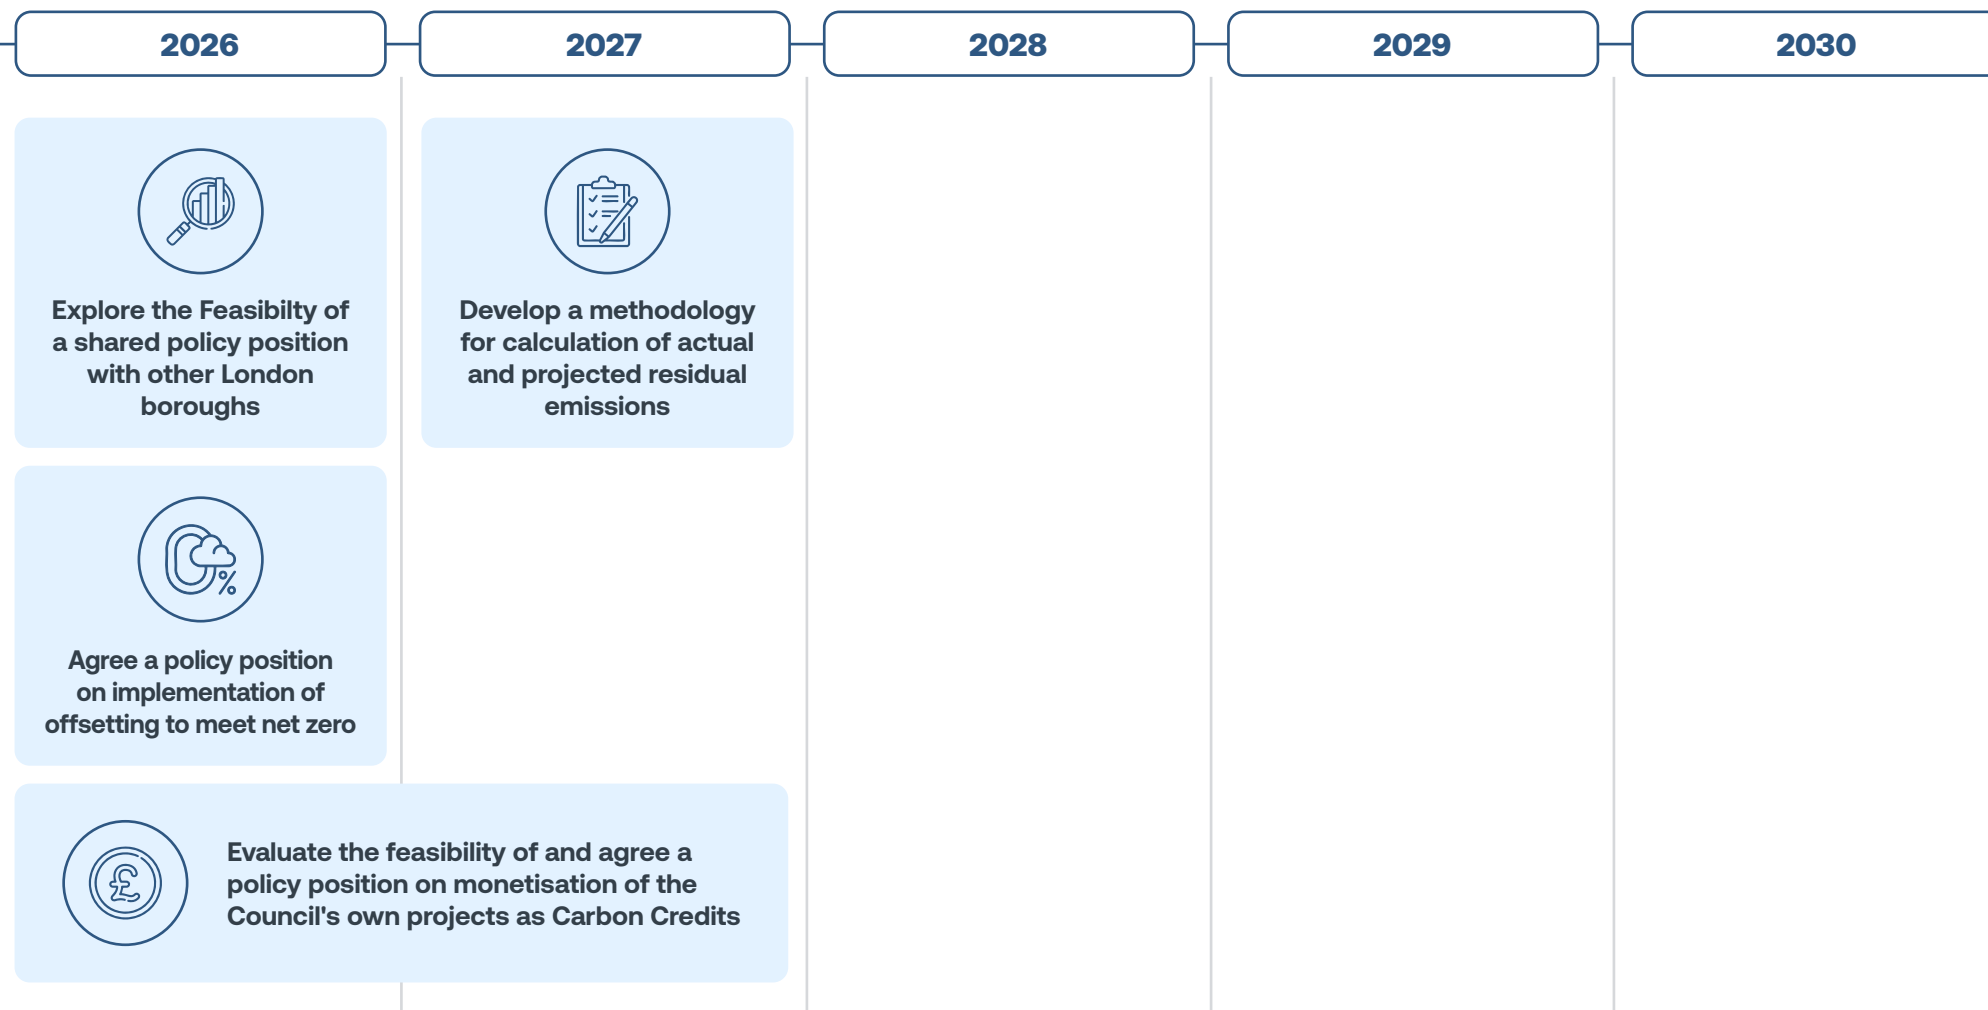 2026
2027
2028
2029
2030
Explore the Feasibilty of
a shared policy position
with other London
boroughs
Develop a methodology
for calculation of actual
and projected residual
emissions
%
Agree a policy position
on implementation of
offsetting to meet net zero
£
Evaluate the feasibility of and agree a
policy position on monetisation of the
Council's own projects as Carbon Credits